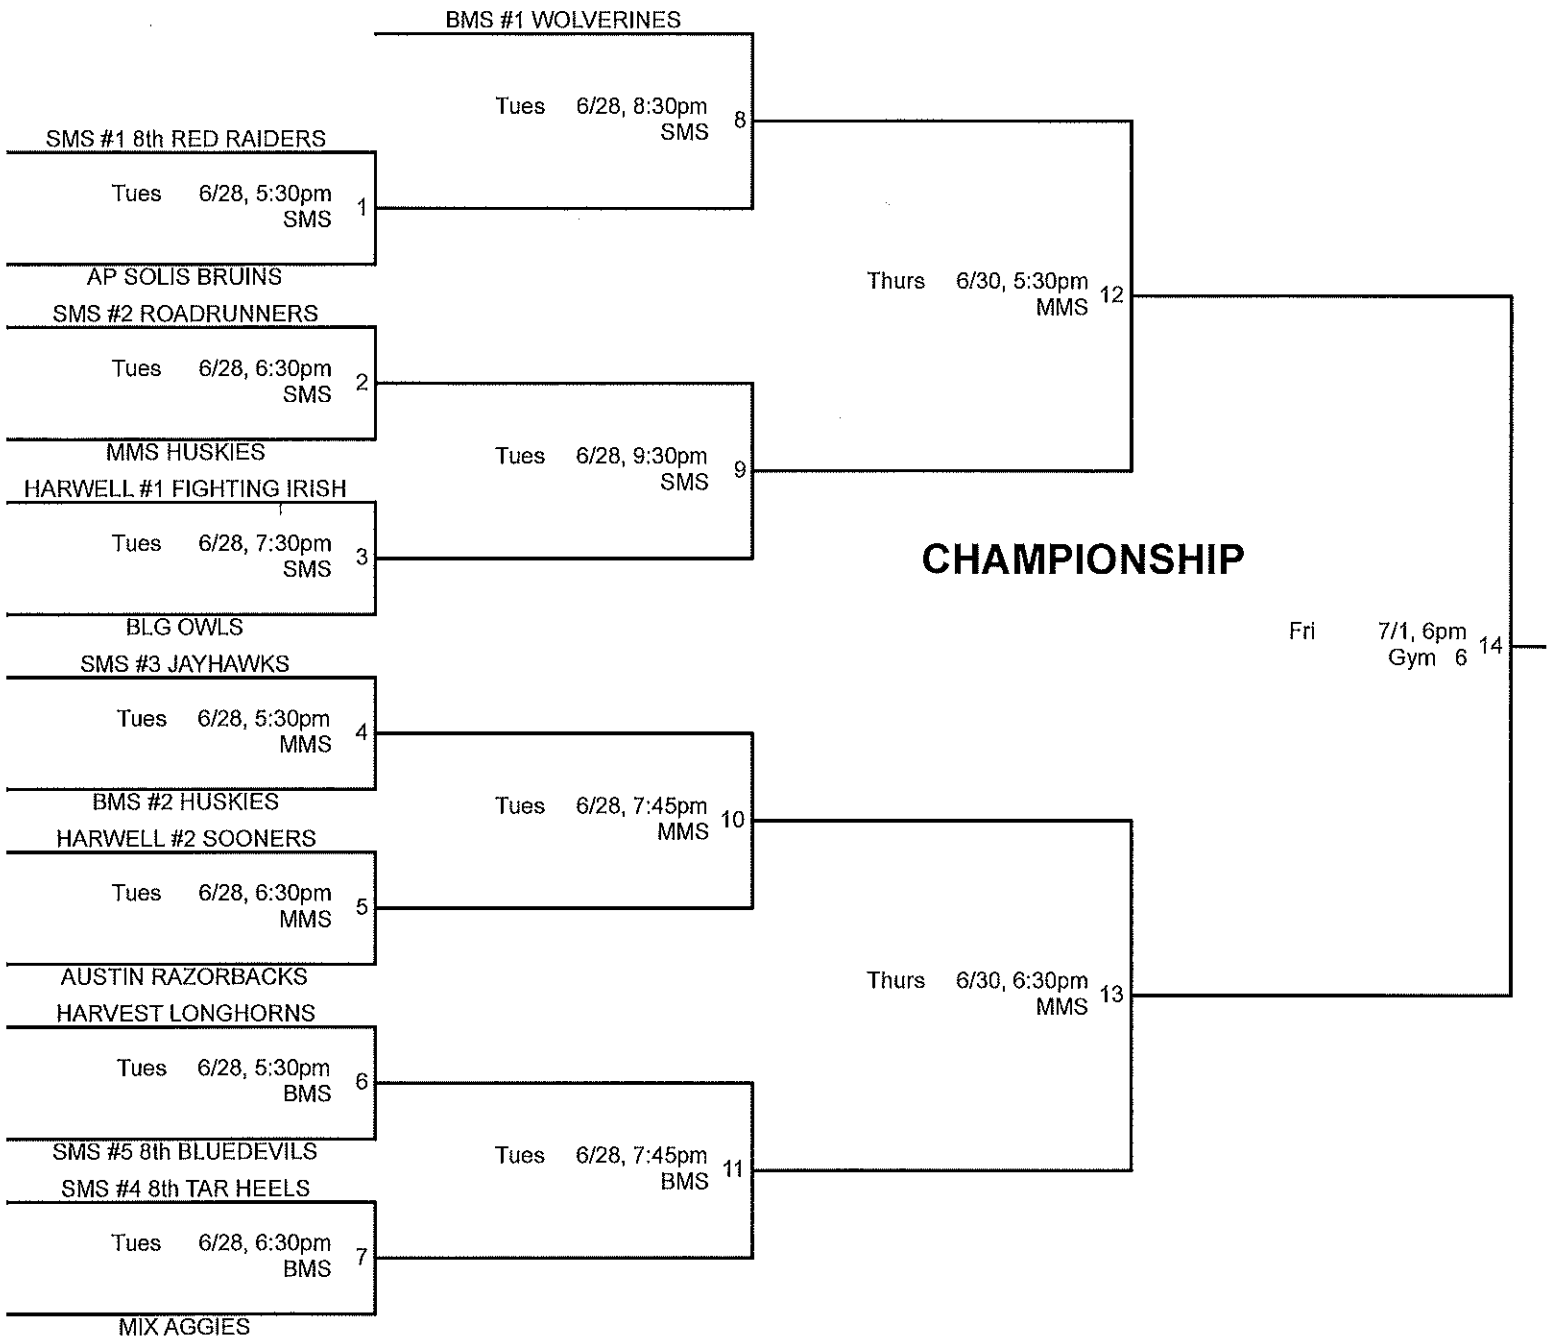 BMS #1 WOLVERINES
Tues 6/28, 8:30pm
SMS 8
SMS #1 8th RED RAIDERS
Tues 6/28, 5:30pm
SMS 1
AP SOLIS BRUINS
SMS #2 ROADRUNNERS
Tues 6/28, 6:30pm
SMS 2
MMS HUSKIES
Thurs 6/30, 5:30pm
MMS 12
Tues 6/28, 9:30pm
SMS 9
HARWELL #1 FIGHTING IRISH
Tues 6/28, 7:30pm
SMS 3
BLG OWLS
CHAMPIONSHIP
Fri 7/1, 6pm
Gym 6 14
SMS #3 JAYHAWKS
Tues 6/28, 5:30pm
MMS 4
BMS #2 HUSKIES
Tues 6/28, 7:45pm
MMS 10
HARWELL #2 SOONERS
Tues 6/28, 6:30pm
MMS 5
AUSTIN RAZORBACKS
Thurs 6/30, 6:30pm
MMS 13
HARVEST LONGHORNS
Tues 6/28, 5:30pm
BMS 6
SMS #5 8th BLUEDEVILS
Tues 6/28, 7:45pm
BMS 11
SMS #4 8th TAR HEELS
Tues 6/28, 6:30pm
BMS 7
MIX AGGIES